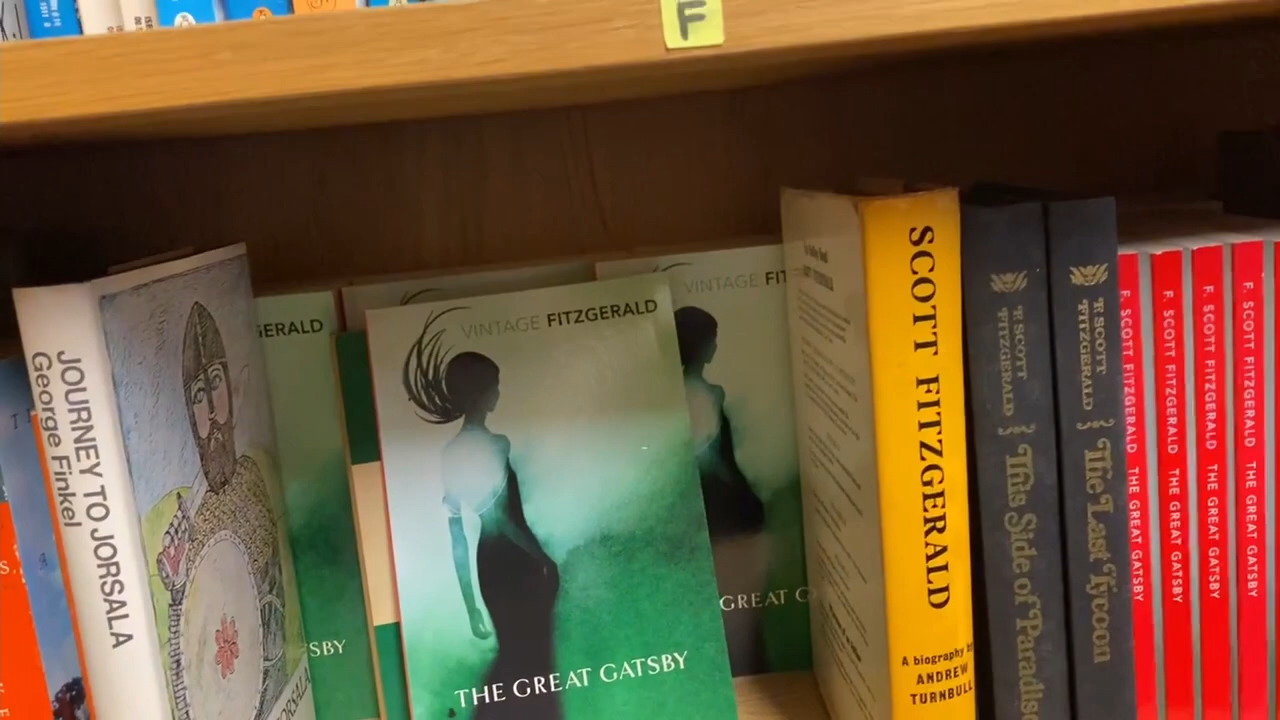 F
JOURNEY TO JORSALA
George Finkel
GERALD
SBY
VINTAGE FITZGERALD
THE GREAT GATSBY
VINTAGE FIT
GREAT G
SCOTT FITZGERALD
A biography by
ANDREW
TURNBULL
F. SCOTT
FITZGERALD
This Side of Paradise
F. SCOTT
FITZGERALD
The Last Tycoon
F. SCOTT FITZGERALD THE GREAT GATSBY
F. SCOTT FITZGERALD THE GREAT GATSBY
F. SCOTT FITZGERALD THE GREAT GATSBY
F. SCOTT FITZGERALD THE GREAT GATSBY